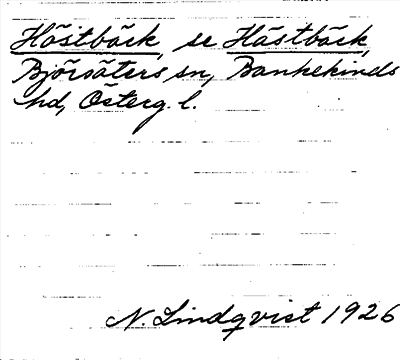 Höstbäck, se Hästbäck,
Björsäters sn, Bankekinds
hd, Österg. l.
N. Lindqvist 1926